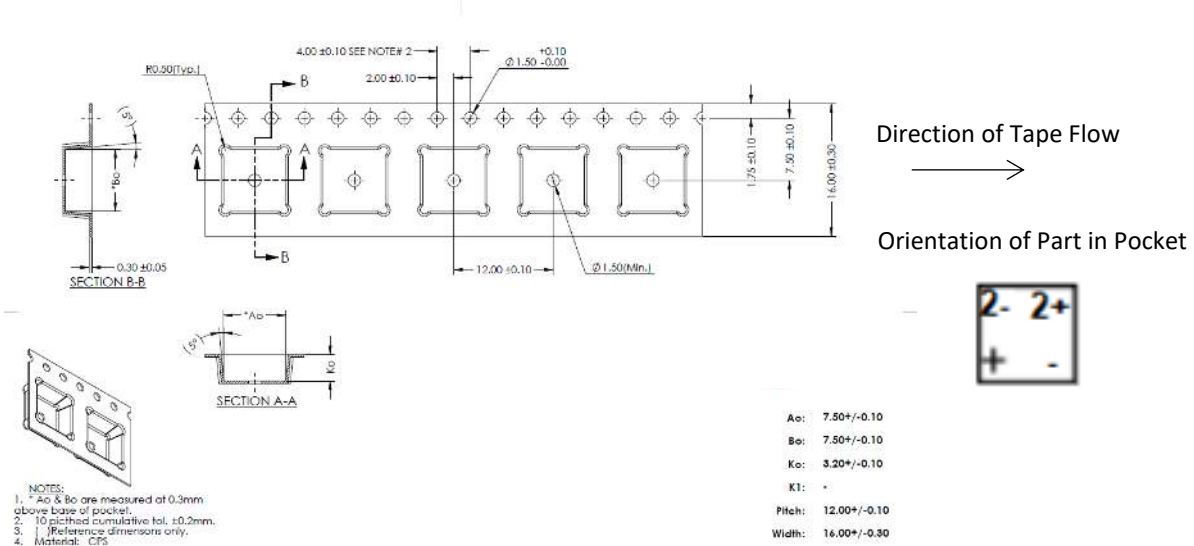 4.00 ±0.10 SEE NOTE# 2
+0.10
Ø1.50 -0.00
R0.50(Typ.)
2.00 ±0.10
B
(5°)
A
A
*Bo
1.75 ±0.10
7.50 ±0.10
16.00 ±0.30
B
0.30 ±0.05
SECTION B-B
12.00 ±0.10
Ø1.50(Min.)
Direction of Tape Flow
Orientation of Part in Pocket
2- 2+
+ -
*Ao
(5°)
Ko
SECTION A-A
Ao: 7.50+/-0.10
Bo: 7.50+/-0.10
Ko: 3.20+/-0.10
K1: -
Pitch: 12.00+/-0.10
Width: 16.00+/-0.30
NOTES:
1. * Ao & Bo are measured at 0.3mm
above base of pocket.
2. 10 picthed cumulative tol. ±0.2mm.
3. ( )Reference dimensons only.
4. Material: CPS